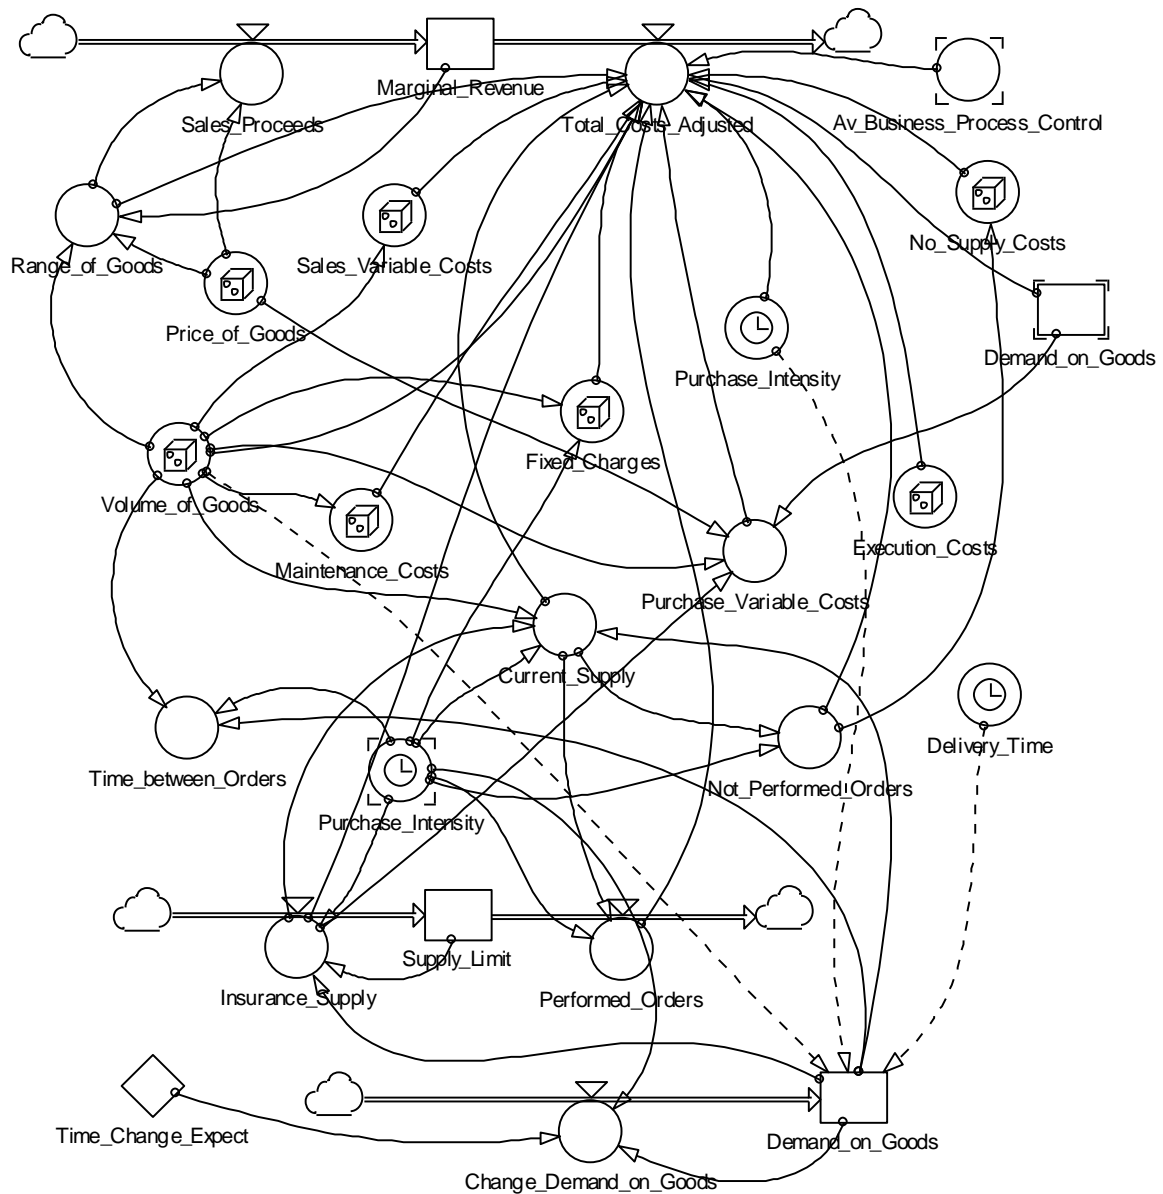 Marginal_Revenue
Sales_Proceeds
Total_Costs_Adjusted
Av_Business_Process_Control
No_Supply_Costs
Range_of_Goods
Sales_Variable_Costs
Price_of_Goods
Demand_on_Goods
Purchase_Intensity
Fixed_Charges
Volume_of_Goods
Execution_Costs
Maintenance_Costs
Purchase_Variable_Costs
Current_Supply
Delivery_Time
Time_between_Orders
Not_Performed_Orders
Purchase_Intensity
Supply_Limit
Insurance_Supply
Performed_Orders
Time_Change_Expect
Demand_on_Goods
Change_Demand_on_Goods